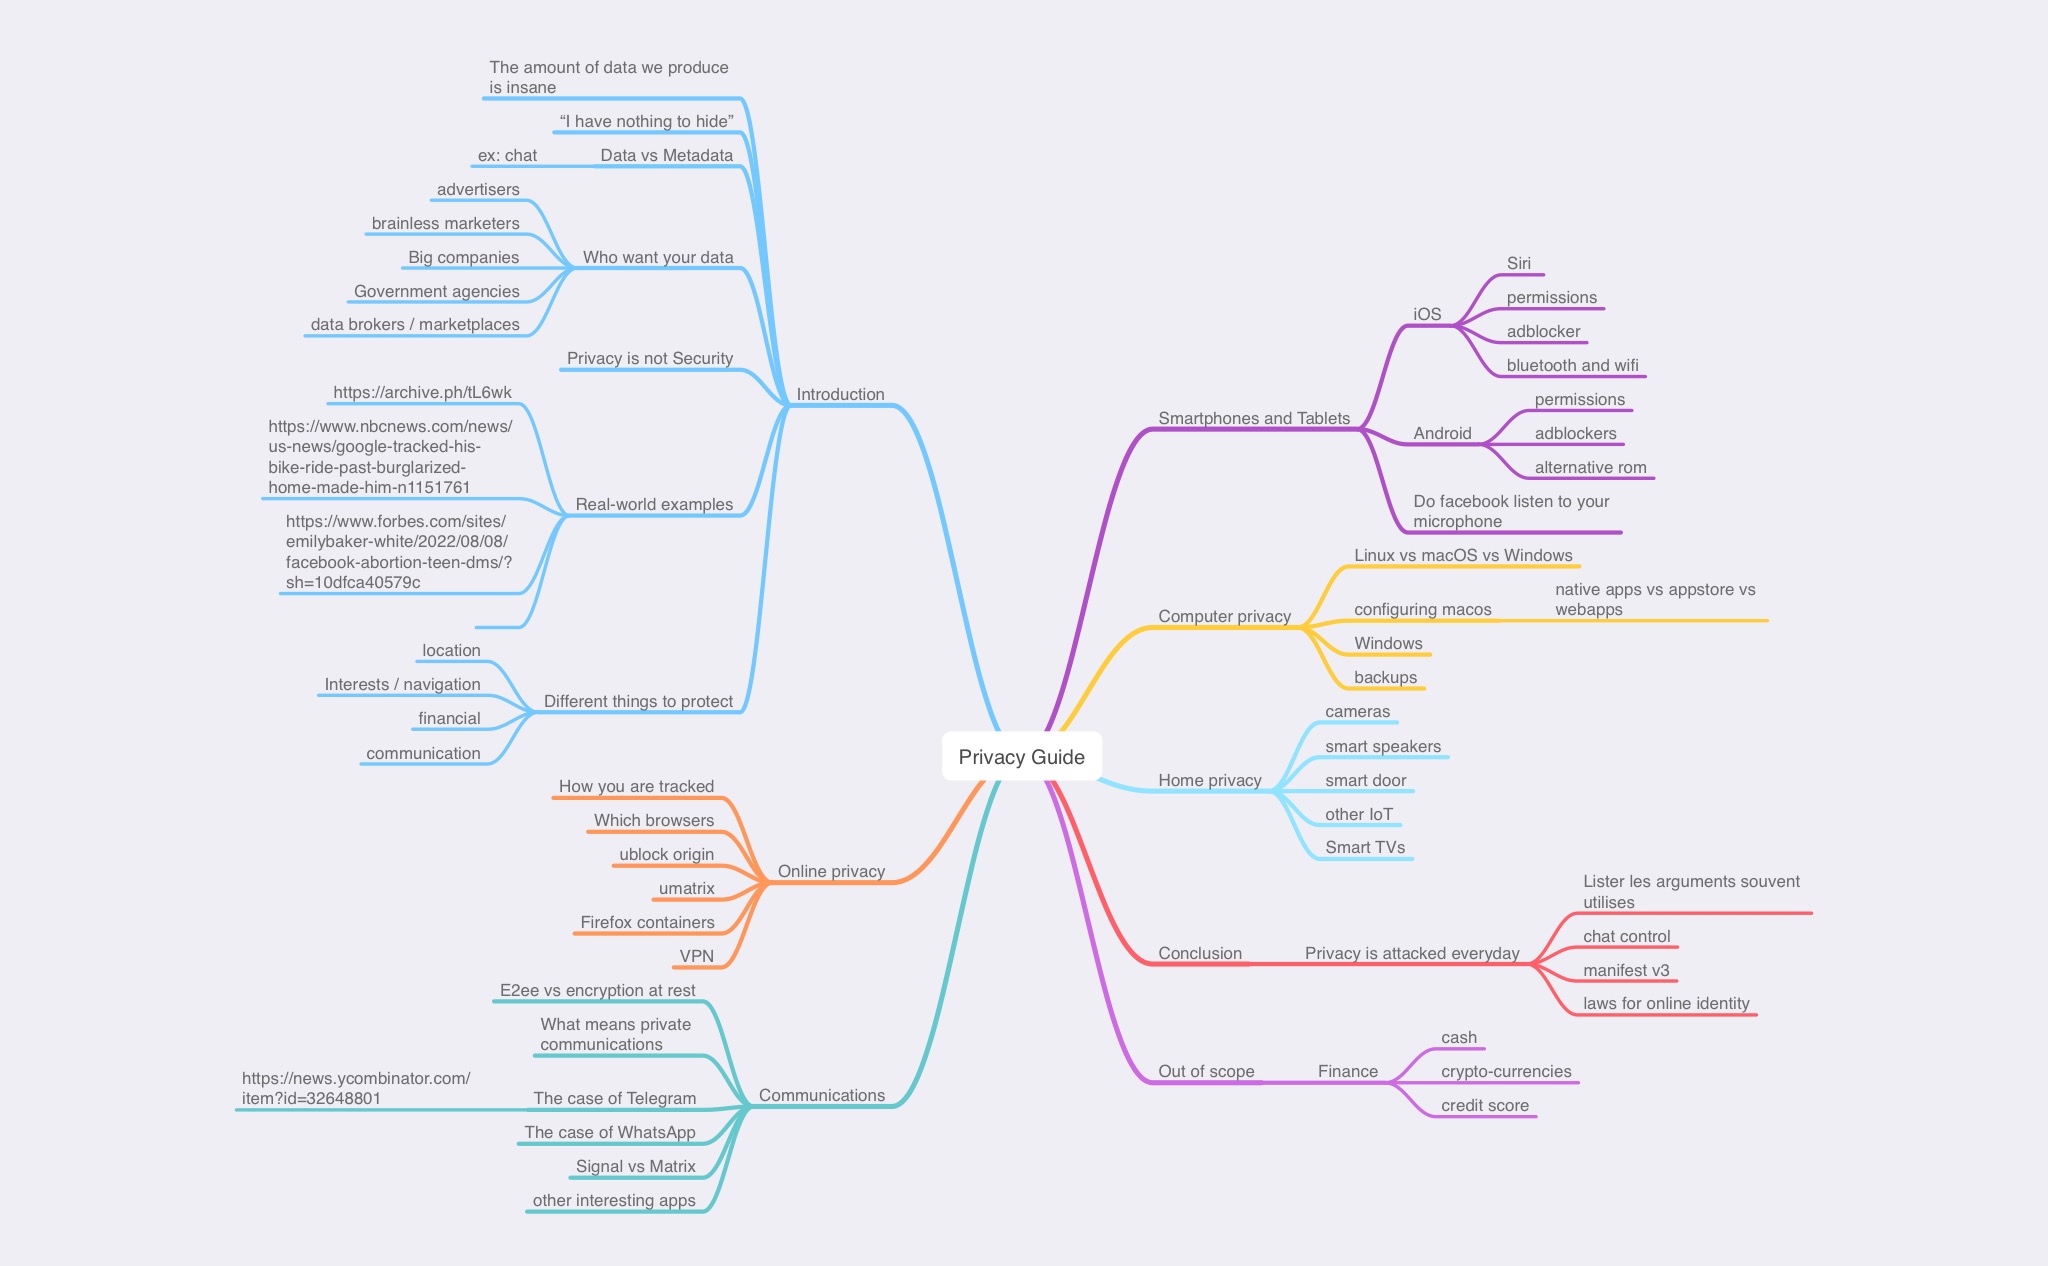 Privacy Guide
Introduction
The amount of data we produce
is insane
“I have nothing to hide”
Data vs Metadata
ex: chat
Who want your data
advertisers
brainless marketers
Big companies
Government agencies
data brokers / marketplaces
Privacy is not Security
Real-world examples
https://archive.ph/tL6wk
https://www.nbcnews.com/news/
us-news/google-tracked-his-
bike-ride-past-burglarized-
home-made-him-n1151761
https://www.forbes.com/sites/
emilybaker-white/2022/08/08/
facebook-abortion-teen-dms/?
sh=10dfca40579c
Different things to protect
location
Interests / navigation
financial
communication
Online privacy
How you are tracked
Which browsers
ublock origin
umatrix
Firefox containers
VPN
Communications
E2ee vs encryption at rest
What means private
communications
The case of Telegram
https://news.ycombinator.com/
item?id=32648801
The case of WhatsApp
Signal vs Matrix
other interesting apps
Smartphones and Tablets
iOS
Siri
permissions
adblocker
bluetooth and wifi
Android
permissions
adblockers
alternative rom
Do facebook listen to your
microphone
Computer privacy
Linux vs macOS vs Windows
configuring macos
native apps vs appstore vs
webapps
Windows
backups
Home privacy
cameras
smart speakers
smart door
other IoT
Smart TVs
Conclusion
Privacy is attacked everyday
Lister les arguments souvent
utilises
chat control
manifest v3
laws for online identity
Out of scope
Finance
cash
crypto-currencies
credit score